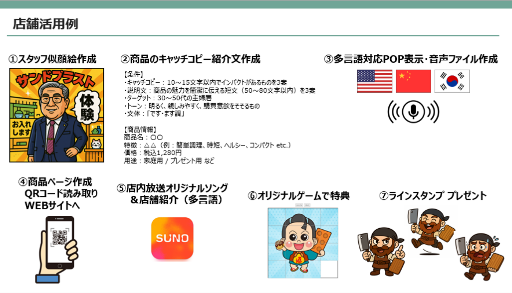 店舗活用例
①スタッフ似顔絵作成
サンドブラスト
体験
お入れ
します
②商品のキャッチコピー紹介文作成
【条件】
・キャッチコピー：10～15文字以内でインパクトがあるものを3案
・説明文：商品の魅力を簡潔に伝える短文（50～80文字以内）を3案
・ターゲット：30～50代の主婦層
・トーン：明るく、親しみやすく、購買意欲をそそるもの
・文体：「です・ます調」
【商品情報】
商品名：〇〇
特徴：△△（例：簡単調理、時短、ヘルシー、コンパクト etc.）
価格：税込1,280円
用途：家庭用 / プレゼント用 など
③多言語対応POP表示・音声ファイル作成
④商品ページ作成
QRコード読み取り
WEBサイトへ
⑤店内放送オリジナルソング
＆店舗紹介（多言語）
SUNO
⑥オリジナルゲームで特典
⑦ラインスタンプ プレゼント